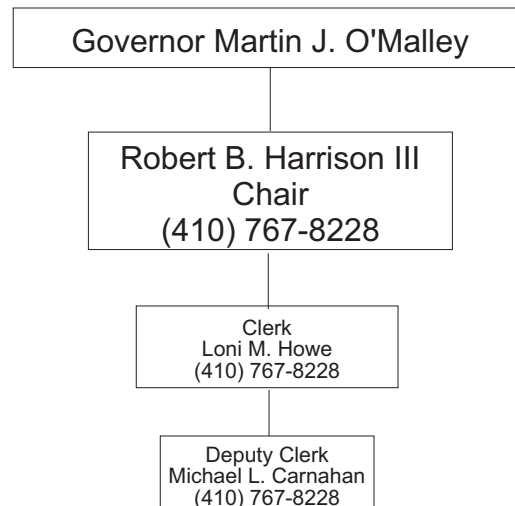 Governor Martin J. O'Malley
Robert B. Harrison III
Chair
(410) 767-8228
Clerk
Loni M. Howe
(410) 767-8228
Deputy Clerk
Michael L. Carnahan
(410) 767-8228